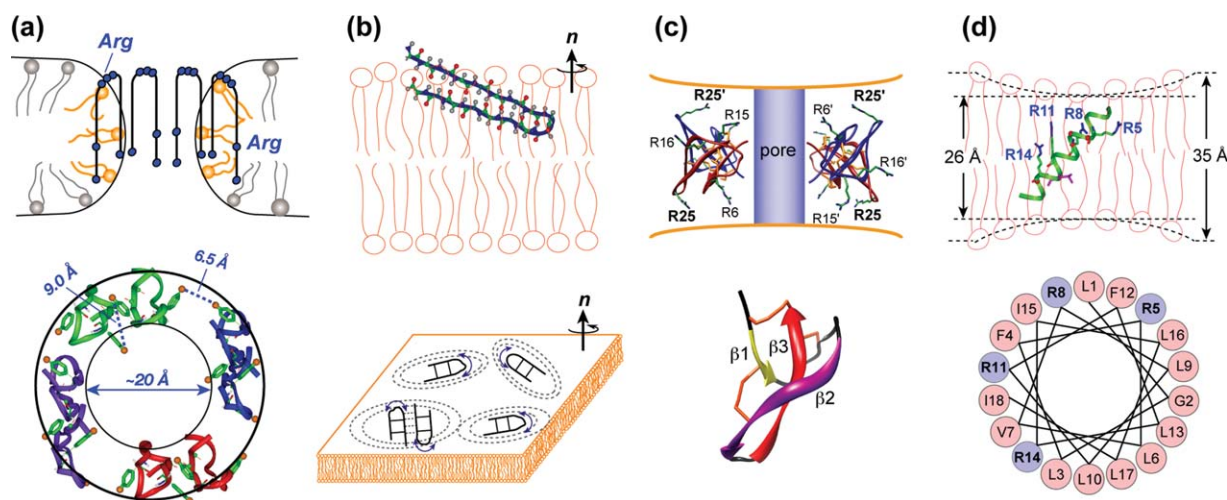 (a)
Arg
Arg
9.0 Å
6.5 Å
~20 Å
(b)
n
n
(c)
R25' R25'
R15 R6'
R16 R16'
pore
R25 R6 R15' R25
β1 β3
β2
(d)
R11 R8 R5
R14
26 Å
35 Å
R8 L1 F12
I15 R5
F4 L16
R11 L9
I18 G2
V7 L13
R14 L6
L3 L10 L17